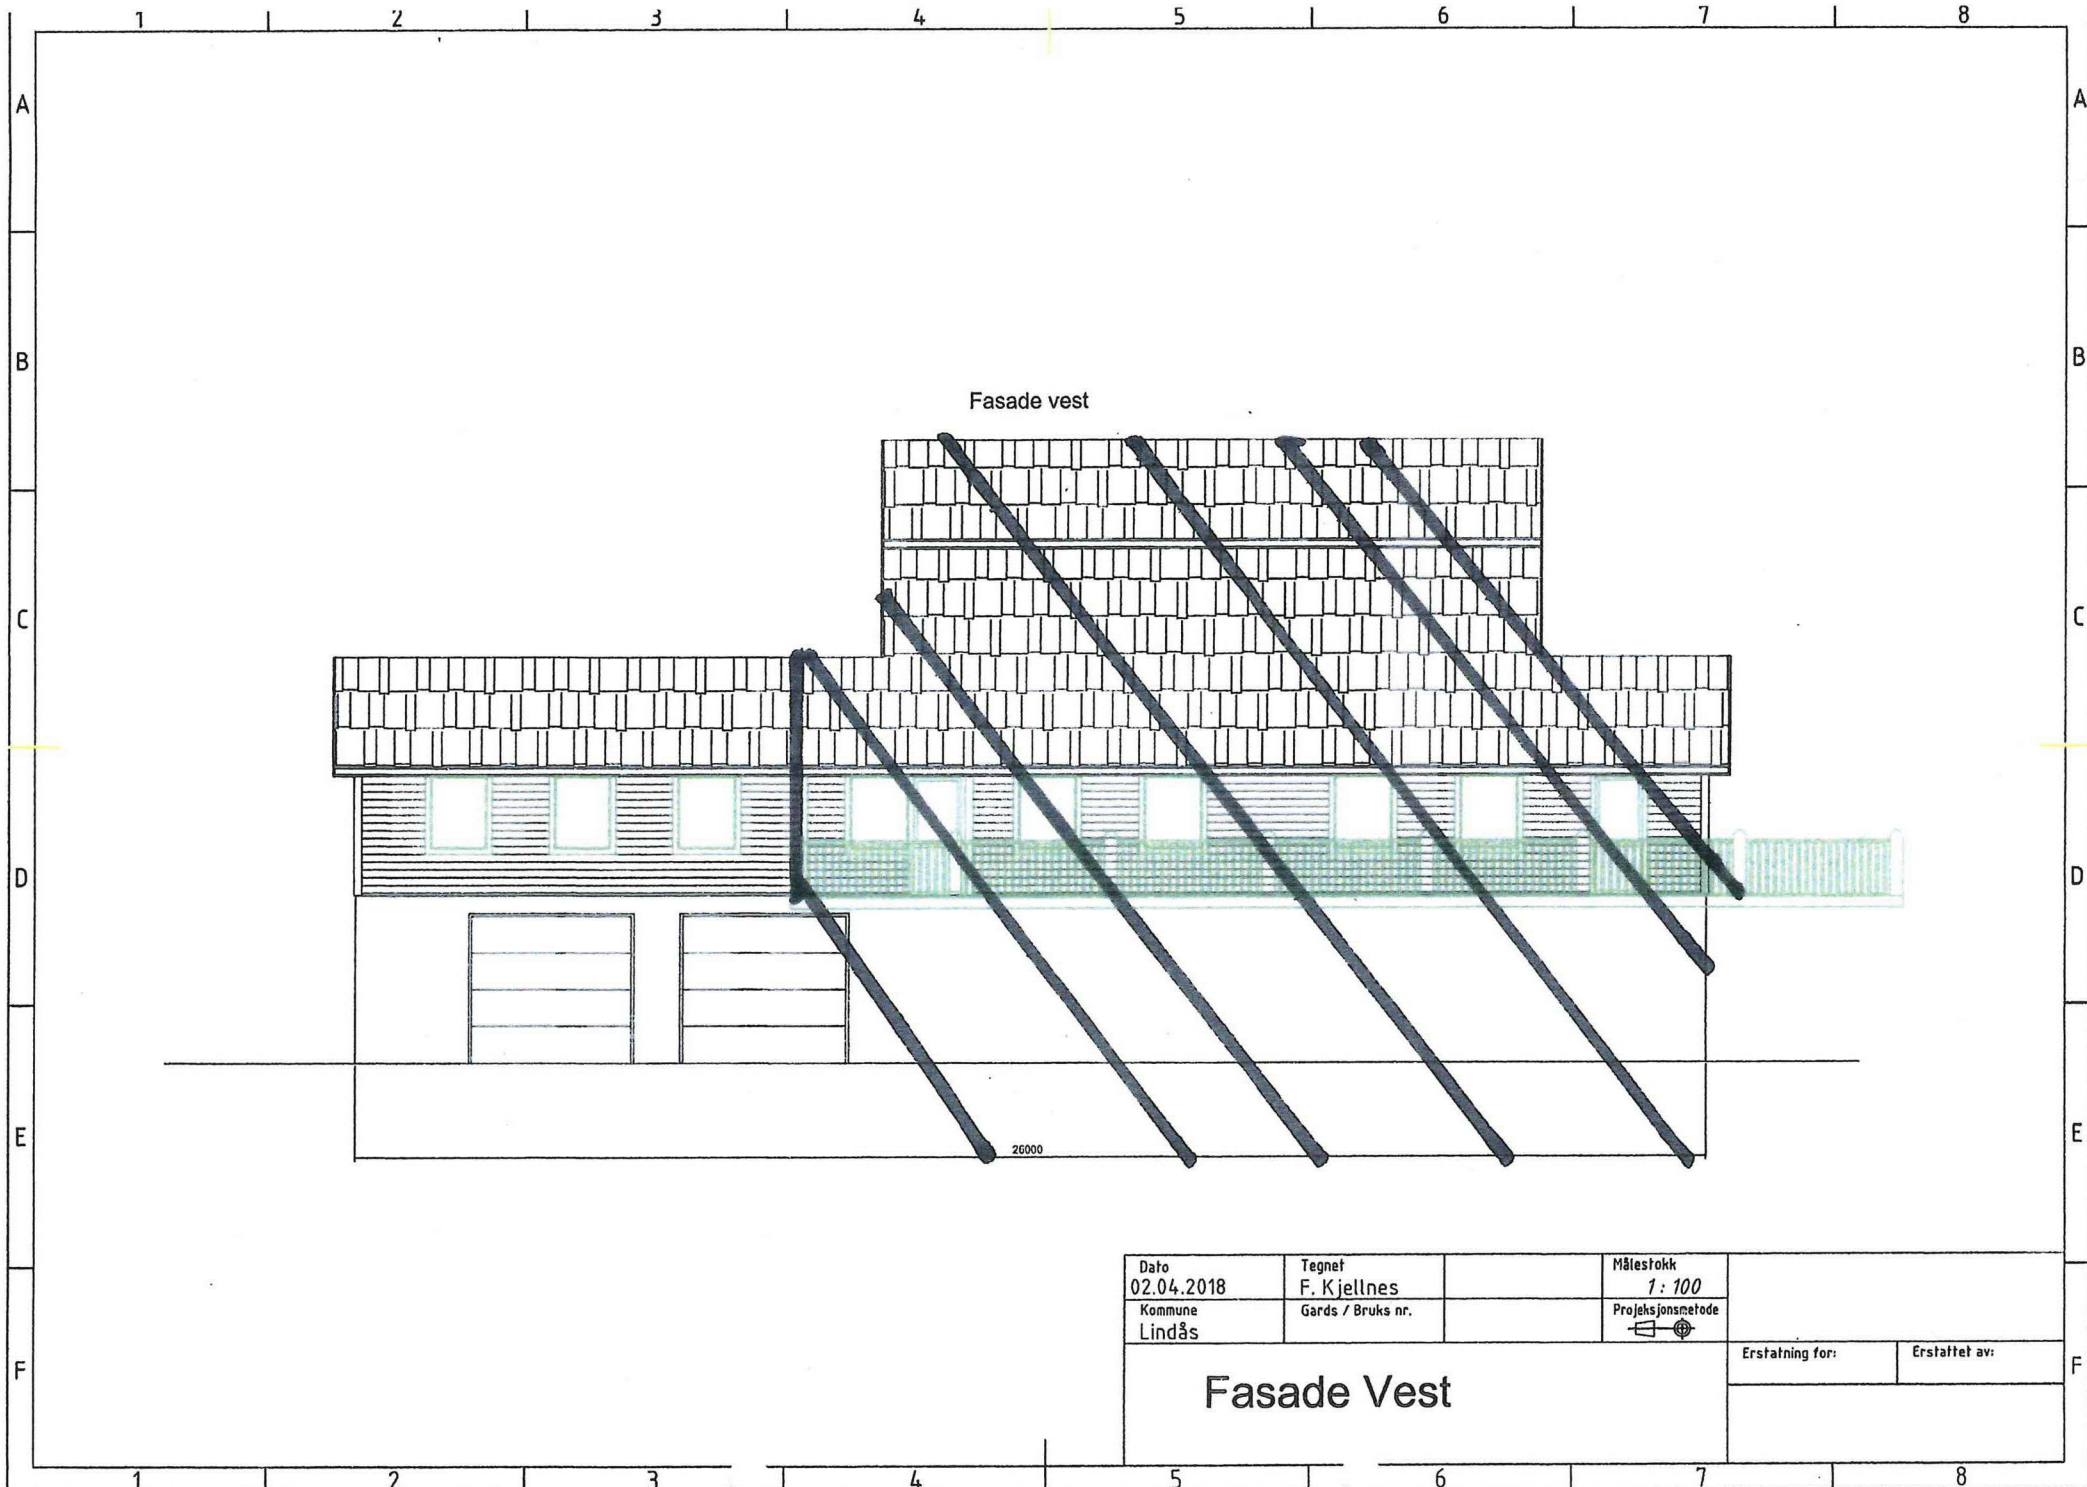 1 2 3 4 5 6 7 8
A A
B B
Fasade vest
C C
D D
E E
26000
Dato
02.04.2018
Tegnet
F. Kjellnes
Målestokk
1 : 100
Kommune
Lindås
Gards / Bruks nr.
Projeksjonsmetode
Erstatning for:
Erstattet av:
F F
Fasade Vest
1 2 3 4 5 6 7 8